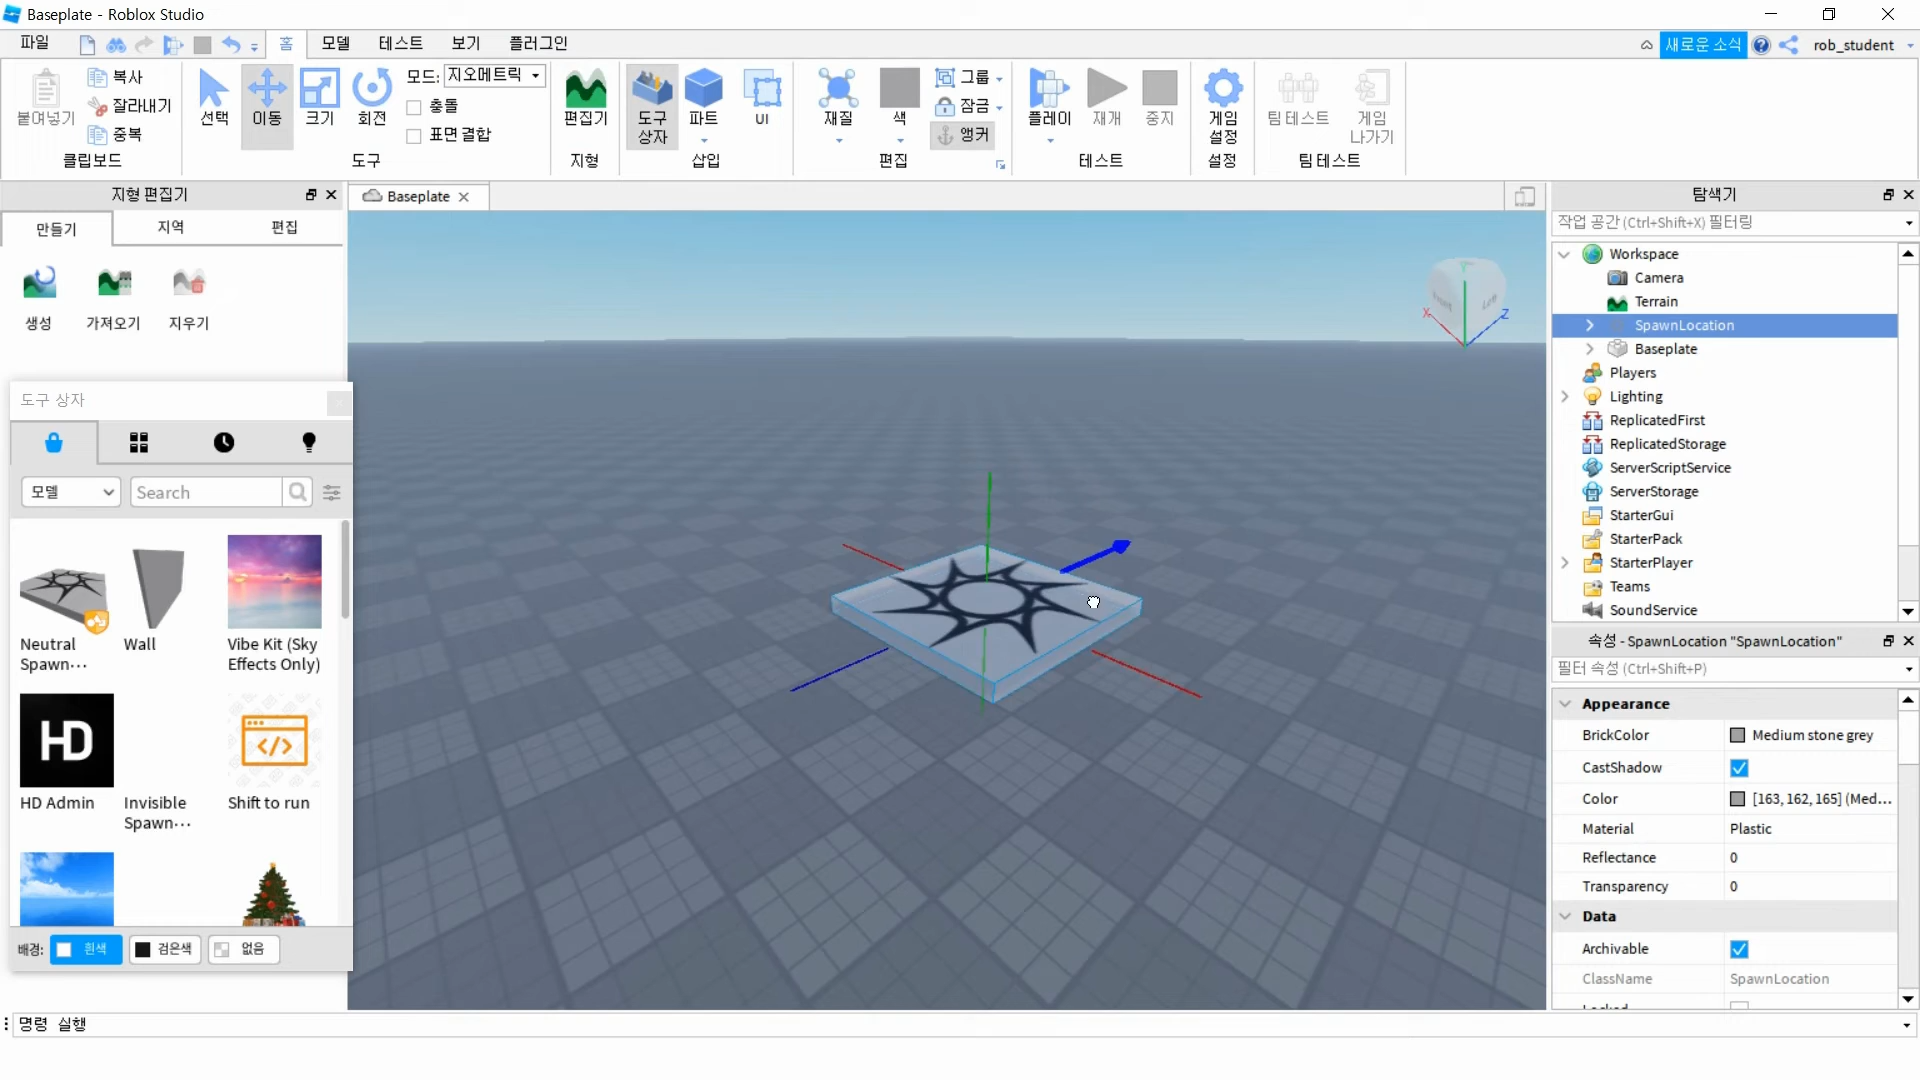 Baseplate - Roblox Studio
파일 홈 모델 테스트 보기 플러그인 새로운 소식 rob_student
붙여넣기 복사 잘라내기 중복 클립보드
선택 이동 크기 회전 모드: 지오메트릭 충돌 표면 결합 도구
편집기 지형
도구 상자 파트 UI 삽입
재질 색 그룹 잠금 앵커 편집
플레이 재개 중지 테스트
게임 설정 설정
팀 테스트 게임 나가기 팀 테스트
지형 편집기
만들기 지역 편집
생성 가져오기 지우기
도구 상자
모델 Search
Neutral Spawn...
Wall
Vibe Kit (Sky Effects Only)
HD
HD Admin
Invisible Spawn...
Shift to run
배경: 흰색 검은색 없음
Baseplate
X
Z
탐색기
작업 공간 (Ctrl+Shift+X) 필터링
Workspace
Camera
Terrain
SpawnLocation
Baseplate
Players
Lighting
ReplicatedFirst
ReplicatedStorage
ServerScriptService
ServerStorage
StarterGui
StarterPack
StarterPlayer
Teams
SoundService
속성 - SpawnLocation "SpawnLocation"
필터 속성 (Ctrl+Shift+P)
Appearance
BrickColor Medium stone grey
CastShadow
Color [163, 162, 165] (Med...
Material Plastic
Reflectance 0
Transparency 0
Data
Archivable
ClassName SpawnLocation
명령 실행